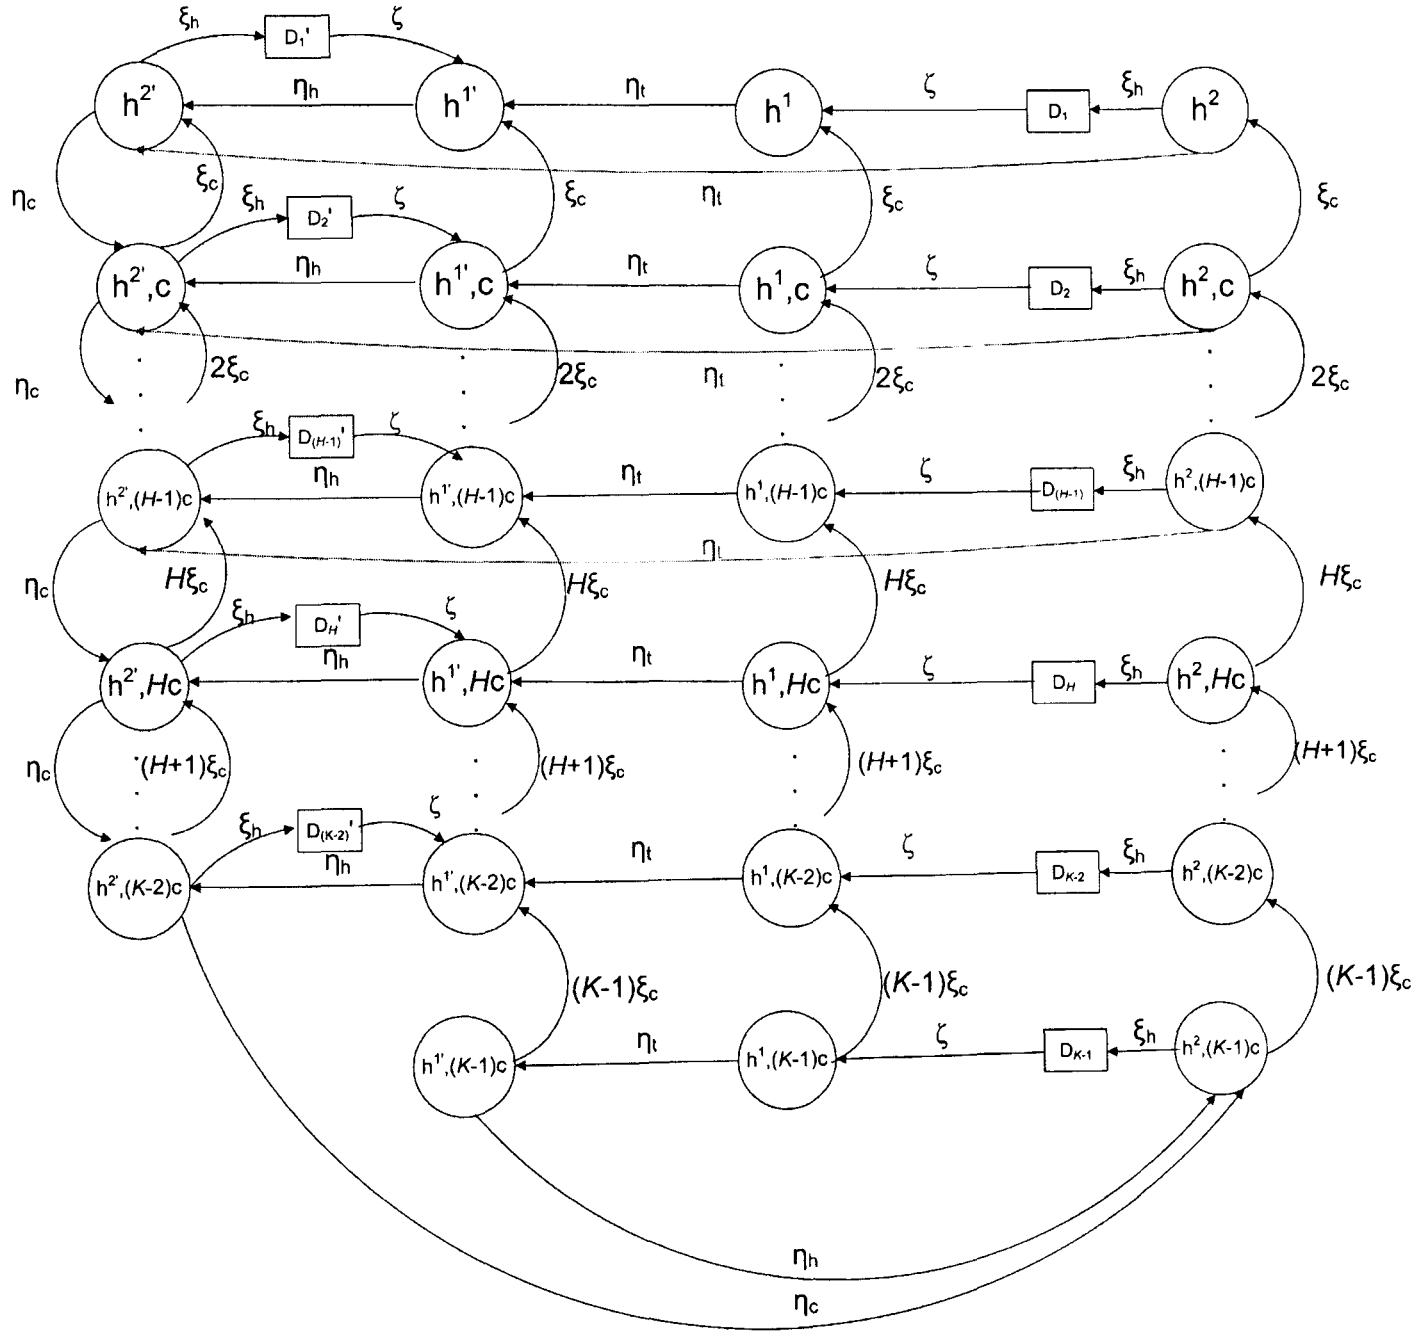 ξh D1' ζ
h2' ηh h1' ηt h1 ζ D1 ξh h2
ηc ξc ξc ηt ξc ξc
ξh D2' ζ
h2',c ηh h1',c ηt h1,c ζ D2 ξh h2,c
ηc 2ξc 2ξc ηt 2ξc 2ξc
ξh D(H-1)' ζ
h2',(H-1)c ηh h1',(H-1)c ηt h1,(H-1)c ζ D(H-1) ξh h2,(H-1)c
ηt
ηc Hξc Hξc Hξc Hξc
ξh DH' ζ
h2',Hc ηh h1',Hc ηt h1,Hc ζ DH ξh h2,Hc
ηc (H+1)ξc (H+1)ξc (H+1)ξc (H+1)ξc
ξh D(K-2)' ζ
h2',(K-2)c ηh h1',(K-2)c ηt h1,(K-2)c ζ DK-2 ξh h2,(K-2)c
(K-1)ξc (K-1)ξc (K-1)ξc
h1',(K-1)c ηt h1,(K-1)c ζ DK-1 ξh h2,(K-1)c
ηh
ηc